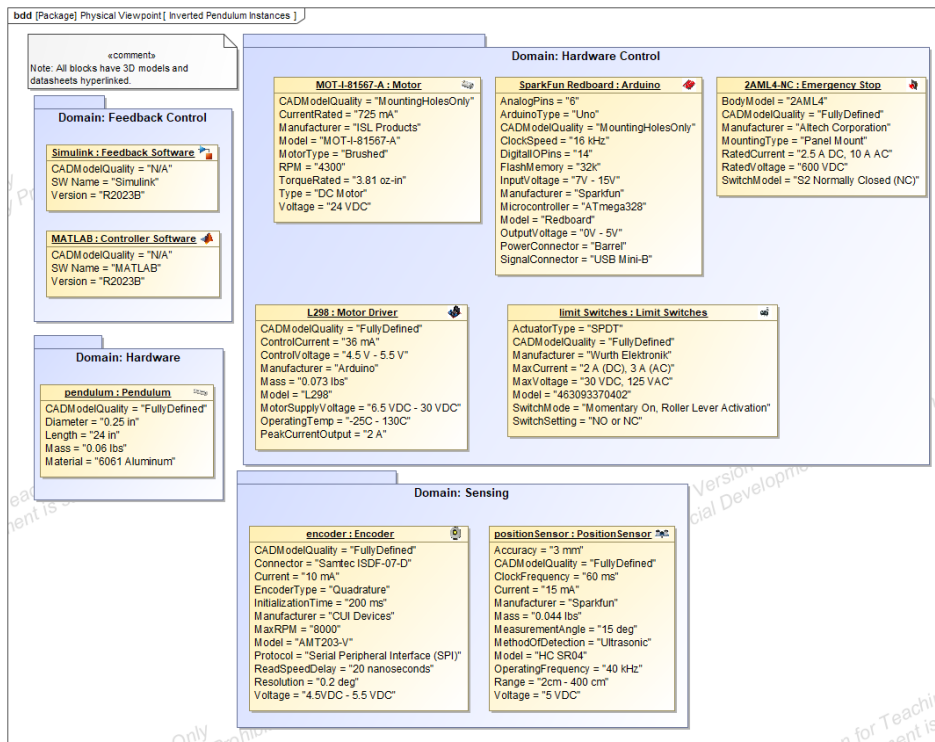 bdd [Package] Physical Viewpoint [ Inverted Pendulum Instances ]
«comment»
Note: All blocks have 3D models and
datasheets hyperlinked.
Domain: Feedback Control
Simulink : Feedback Software
CADModelQuality = "N/A"
SW Name = "Simulink"
Version = "R2023B"
MATLAB : Controller Software
CADModelQuality = "N/A"
SW Name = "MATLAB"
Version = "R2023B"
Domain: Hardware
pendulum : Pendulum
CADModelQuality = "FullyDefined"
Diameter = "0.25 in"
Length = "24 in"
Mass = "0.06 lbs"
Material = "6061 Aluminum"
Domain: Hardware Control
MOT-I-81567-A : Motor
CADModelQuality = "MountingHolesOnly"
CurrentRated = "725 mA"
Manufacturer = "ISL Products"
Model = "MOT-I-81567-A"
MotorType = "Brushed"
RPM = "4300"
TorqueRated = "3.81 oz-in"
Type = "DC Motor"
Voltage = "24 VDC"
SparkFun Redboard : Arduino
AnalogPins = "6"
ArduinoType = "Uno"
CADModelQuality = "MountingHolesOnly"
ClockSpeed = "16 kHz"
DigitalIOPins = "14"
FlashMemory = "32k"
InputVoltage = "7V - 15V"
Manufacturer = "Sparkfun"
Microcontroller = "ATmega328"
Model = "Redboard"
OutputVoltage = "0V - 5V"
PowerConnector = "Barrel"
SignalConnector = "USB Mini-B"
2AML4-NC : Emergency Stop
BodyModel = "2AML4"
CADModelQuality = "FullyDefined"
Manufacturer = "Altech Corporation"
MountingType = "Panel Mount"
RatedCurrent = "2.5 A DC, 10 A AC"
RatedVoltage = "600 VDC"
SwitchModel = "S2 Normally Closed (NC)"
L298 : Motor Driver
CADModelQuality = "FullyDefined"
ControlCurrent = "36 mA"
ControlVoltage = "4.5 V - 5.5 V"
Manufacturer = "Arduino"
Mass = "0.073 lbs"
Model = "L298"
MotorSupplyVoltage = "6.5 VDC - 30 VDC"
OperatingTemp = "-25C - 130C"
PeakCurrentOutput = "2 A"
limit Switches : Limit Switches
ActuatorType = "SPDT"
CADModelQuality = "FullyDefined"
Manufacturer = "Wurth Elektronik"
MaxCurrent = "2 A (DC), 3 A (AC)"
MaxVoltage = "30 VDC, 125 VAC"
Model = "463093370402"
SwitchMode = "Momentary On, Roller Lever Activation"
SwitchSetting = "NO or NC"
Domain: Sensing
encoder : Encoder
CADModelQuality = "FullyDefined"
Connector = "Samtec ISDF-07-D"
Current = "10 mA"
EncoderType = "Quadrature"
InitializationTime = "200 ms"
Manufacturer = "CUI Devices"
MaxRPM = "8000"
Model = "AMT203-V"
Protocol = "Serial Peripheral Interface (SPI)"
ReadSpeedDelay = "20 nanoseconds"
Resolution = "0.2 deg"
Voltage = "4.5VDC - 5.5 VDC"
positionSensor : PositionSensor
Accuracy = "3 mm"
CADModelQuality = "FullyDefined"
ClockFrequency = "60 ms"
Current = "15 mA"
Manufacturer = "Sparkfun"
Mass = "0.044 lbs"
MeasurementAngle = "15 deg"
MethodOfDetection = "Ultrasonic"
Model = "HC SR04"
OperatingFrequency = "40 kHz"
Range = "2cm - 400 cm"
Voltage = "5 VDC"
Version
cial Development
Only
n for Teachi
ment is